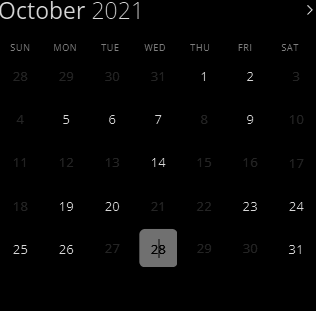 October 2021 >
SUN MON TUE WED THU FRI SAT
28 29 30 31 1 2 3
4 5 6 7 8 9 10
11 12 13 14 15 16 17
18 19 20 21 22 23 24
25 26 27 28 29 30 31